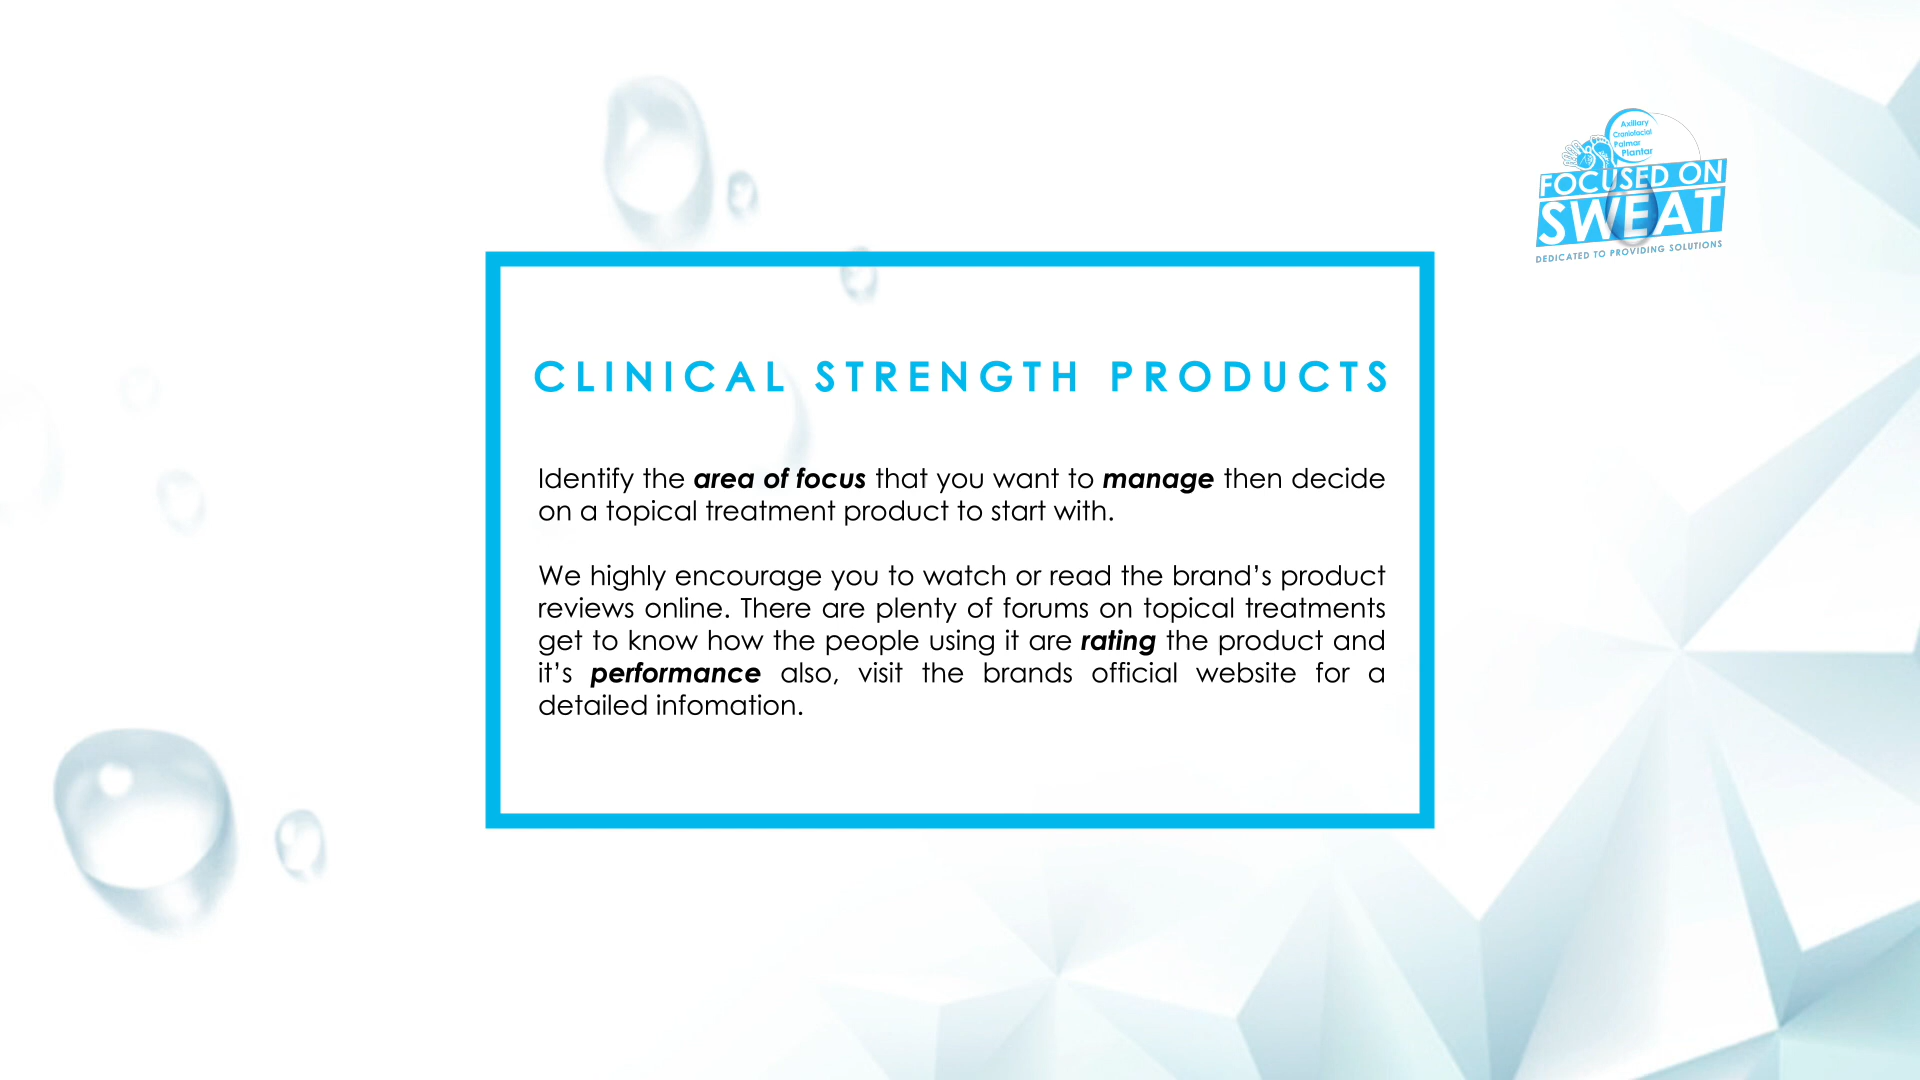 Axillary
Craniofacial
Palmar
Plantar
FOCUSED ON
SWEAT
DEDICATED TO PROVIDING SOLUTIONS
CLINICAL STRENGTH PRODUCTS
Identify the area of focus that you want to manage then decide
on a topical treatment product to start with.
We highly encourage you to watch or read the brand’s product
reviews online. There are plenty of forums on topical treatments
get to know how the people using it are rating the product and
it’s performance also, visit the brands official website for a
detailed infomation.